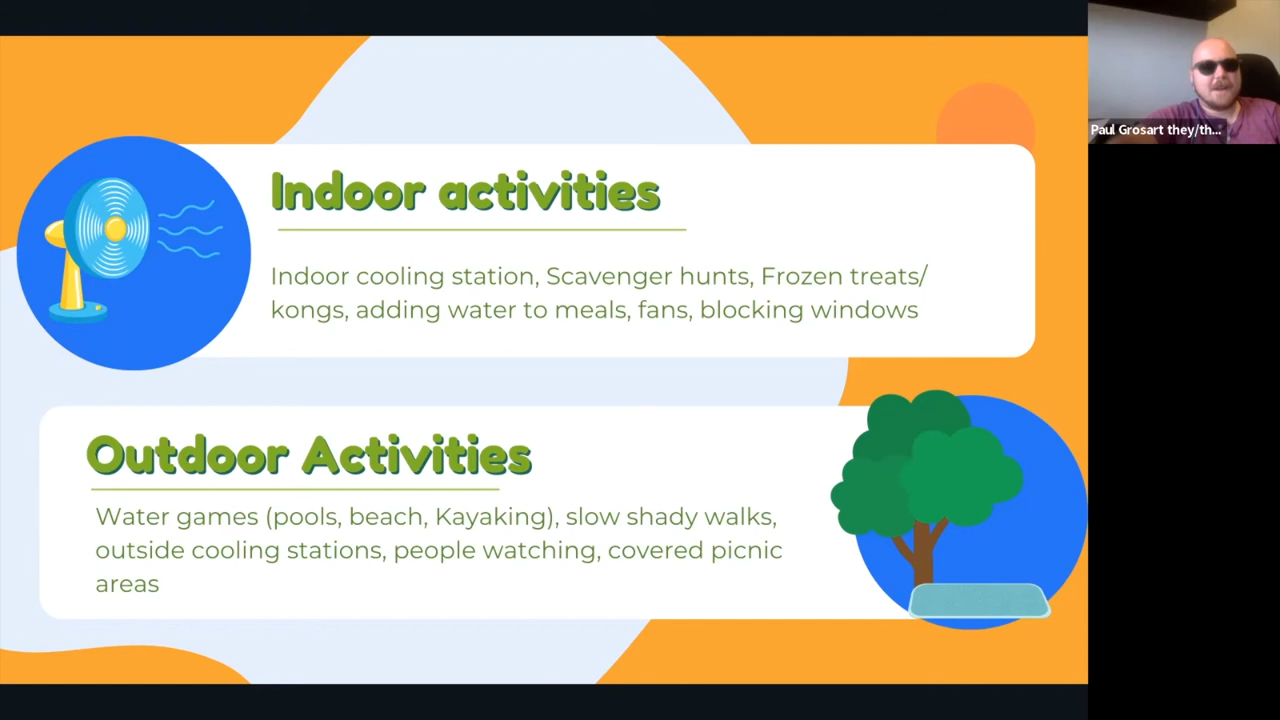 Indoor activities
Indoor cooling station, Scavenger hunts, Frozen treats/
kongs, adding water to meals, fans, blocking windows
Outdoor Activities
Water games (pools, beach, Kayaking), slow shady walks,
outside cooling stations, people watching, covered picnic
areas
Paul Grosart they/th...